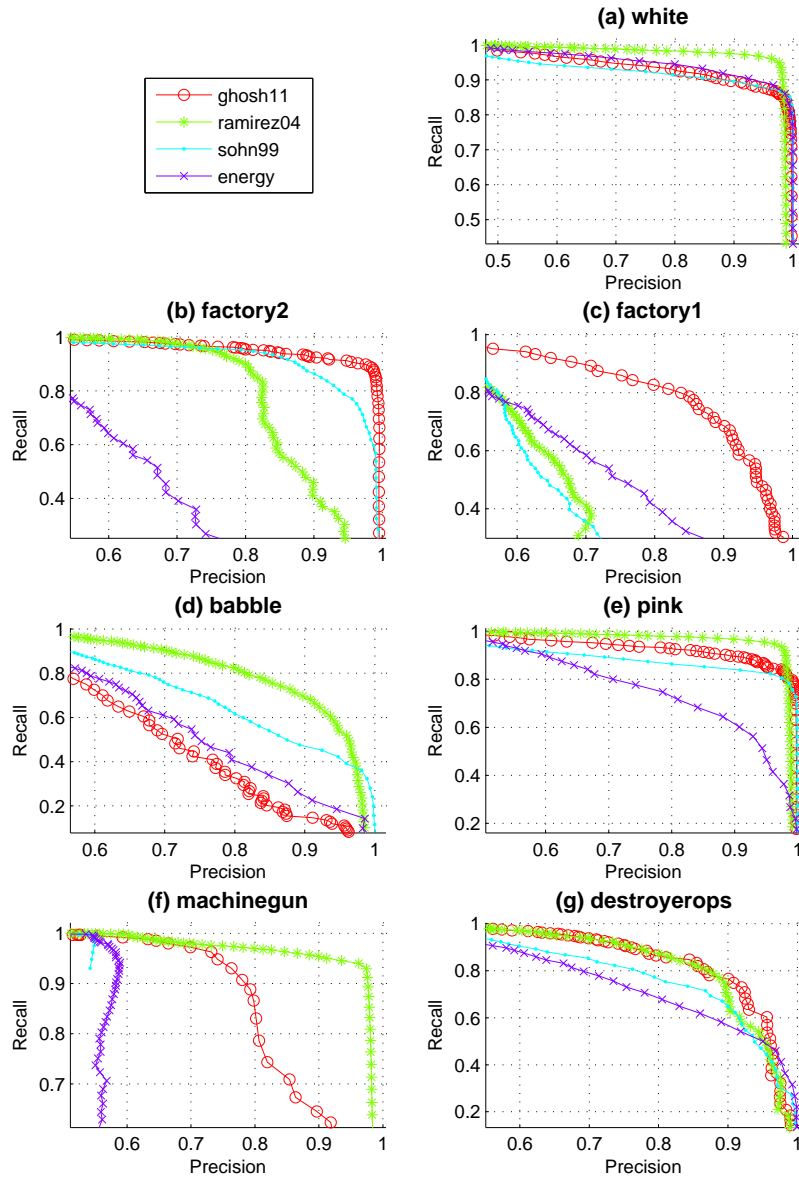 (a) white
ghosh11
ramirez04
sohn99
energy
1
0.9
0.8
0.7
0.6
0.5
Recall
0.5 0.6 0.7 0.8 0.9 1
Precision
(b) factory2
1
0.8
0.6
0.4
Recall
0.6 0.7 0.8 0.9 1
Precision
(c) factory1
1
0.8
0.6
0.4
Recall
0.6 0.7 0.8 0.9 1
Precision
(d) babble
1
0.8
0.6
0.4
0.2
Recall
0.6 0.7 0.8 0.9 1
Precision
(e) pink
1
0.8
0.6
0.4
0.2
Recall
0.6 0.7 0.8 0.9 1
Precision
(f) machinegun
1
0.9
0.8
0.7
Recall
0.6 0.7 0.8 0.9 1
Precision
(g) destroyerops
1
0.8
0.6
0.4
0.2
Recall
0.6 0.7 0.8 0.9 1
Precision